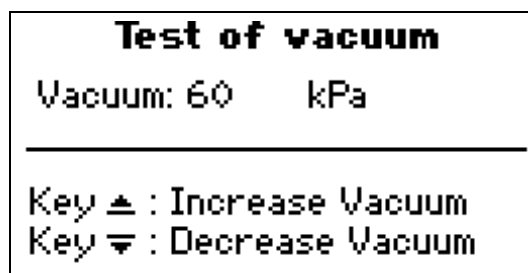 Test of vacuum
Vacuum: 60 kPa
Key ▲ : Increase Vacuum
Key ▼ : Decrease Vacuum